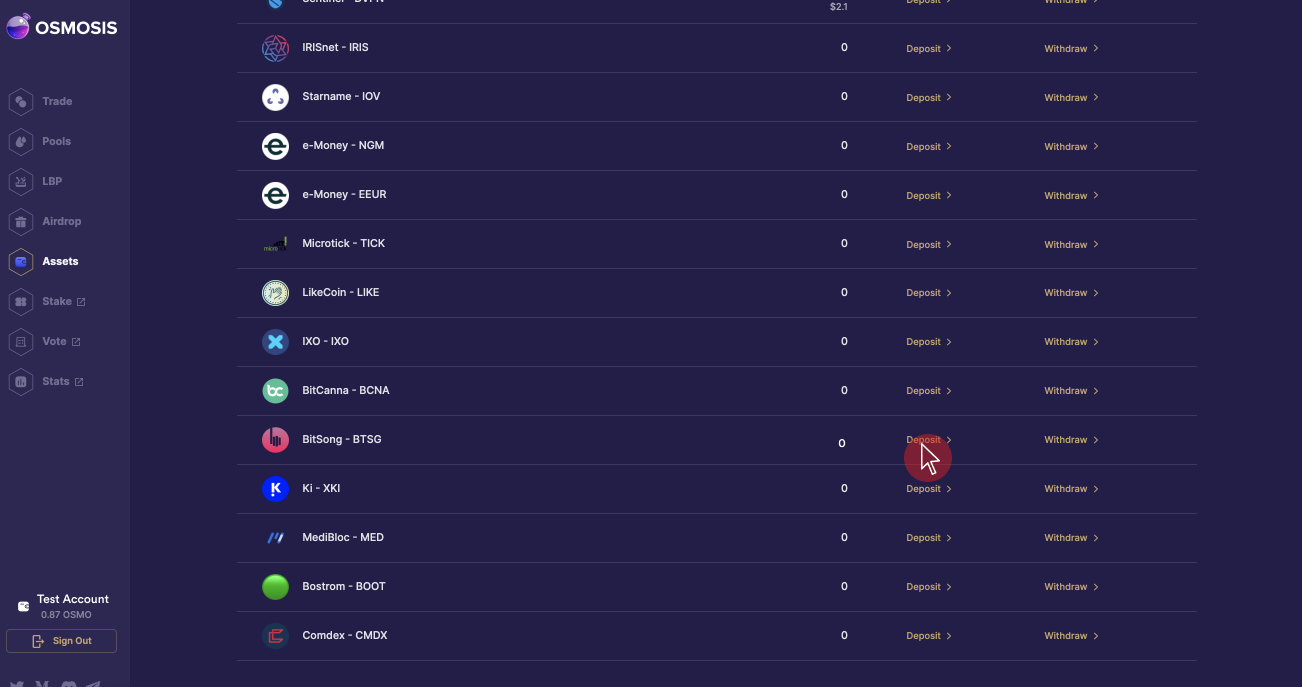 Sentinel - DVPN Deposit Withdraw
$2.1
OSMOSIS
IRISnet - IRIS 0 Deposit Withdraw
Starname - IOV 0 Deposit Withdraw
Trade
Pools
e-Money - NGM 0 Deposit Withdraw
LBP
e-Money - EEUR 0 Deposit Withdraw
Airdrop
Microtick - TICK 0 Deposit Withdraw
micro
Assets
LikeCoin - LIKE 0 Deposit Withdraw
Stake
IXO - IXO 0 Deposit Withdraw
Vote
Stats
BitCanna - BCNA 0 Deposit Withdraw
bc
BitSong - BTSG 0 Deposit Withdraw
Ki - XKI 0 Deposit Withdraw
MediBloc - MED 0 Deposit Withdraw
Bostrom - BOOT 0 Deposit Withdraw
Test Account
0.87 OSMO
Comdex - CMDX 0 Deposit Withdraw
Sign Out